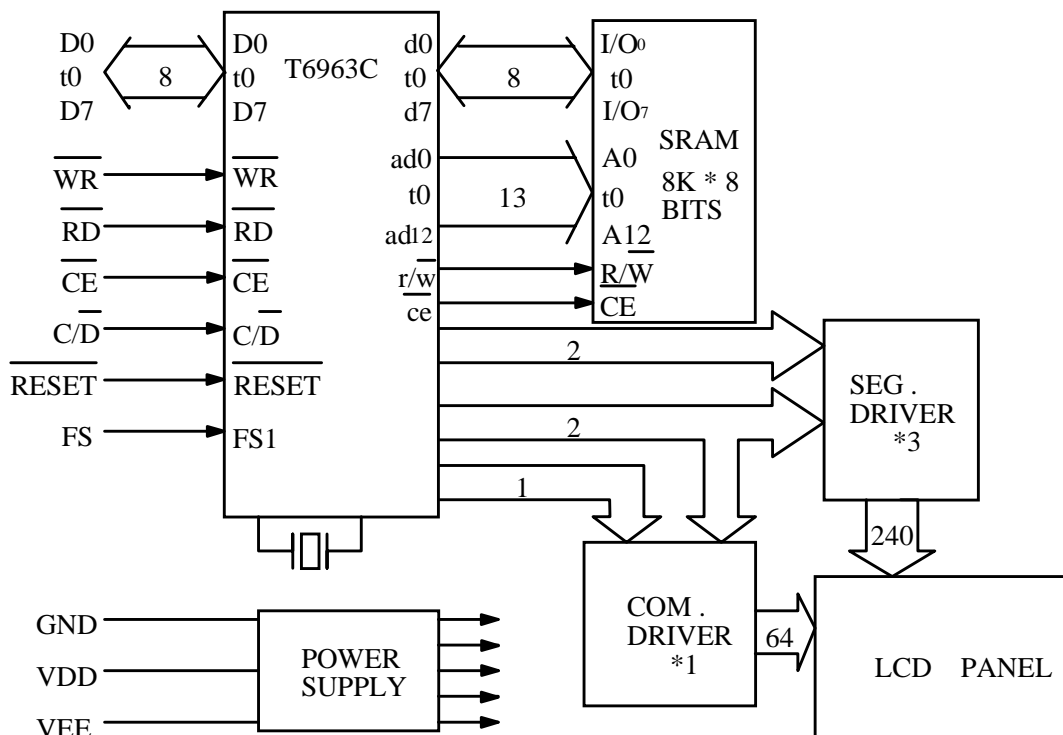 D0
t0
D7
8
D0
t0
D7
T6963C
d0
t0
d7
8
I/O0
t0
I/O7
SRAM
8K * 8
BITS
WR
WR
ad0
t0
ad12
13
A0
t0
A12
RD
RD
CE
CE
r/w
R/W
ce
CE
C/D
C/D
2
RESET
RESET
SEG .
DRIVER
*3
FS
FS1
2
1
240
GND
VDD
VEE
POWER
SUPPLY
COM .
DRIVER
*1
64
LCD PANEL